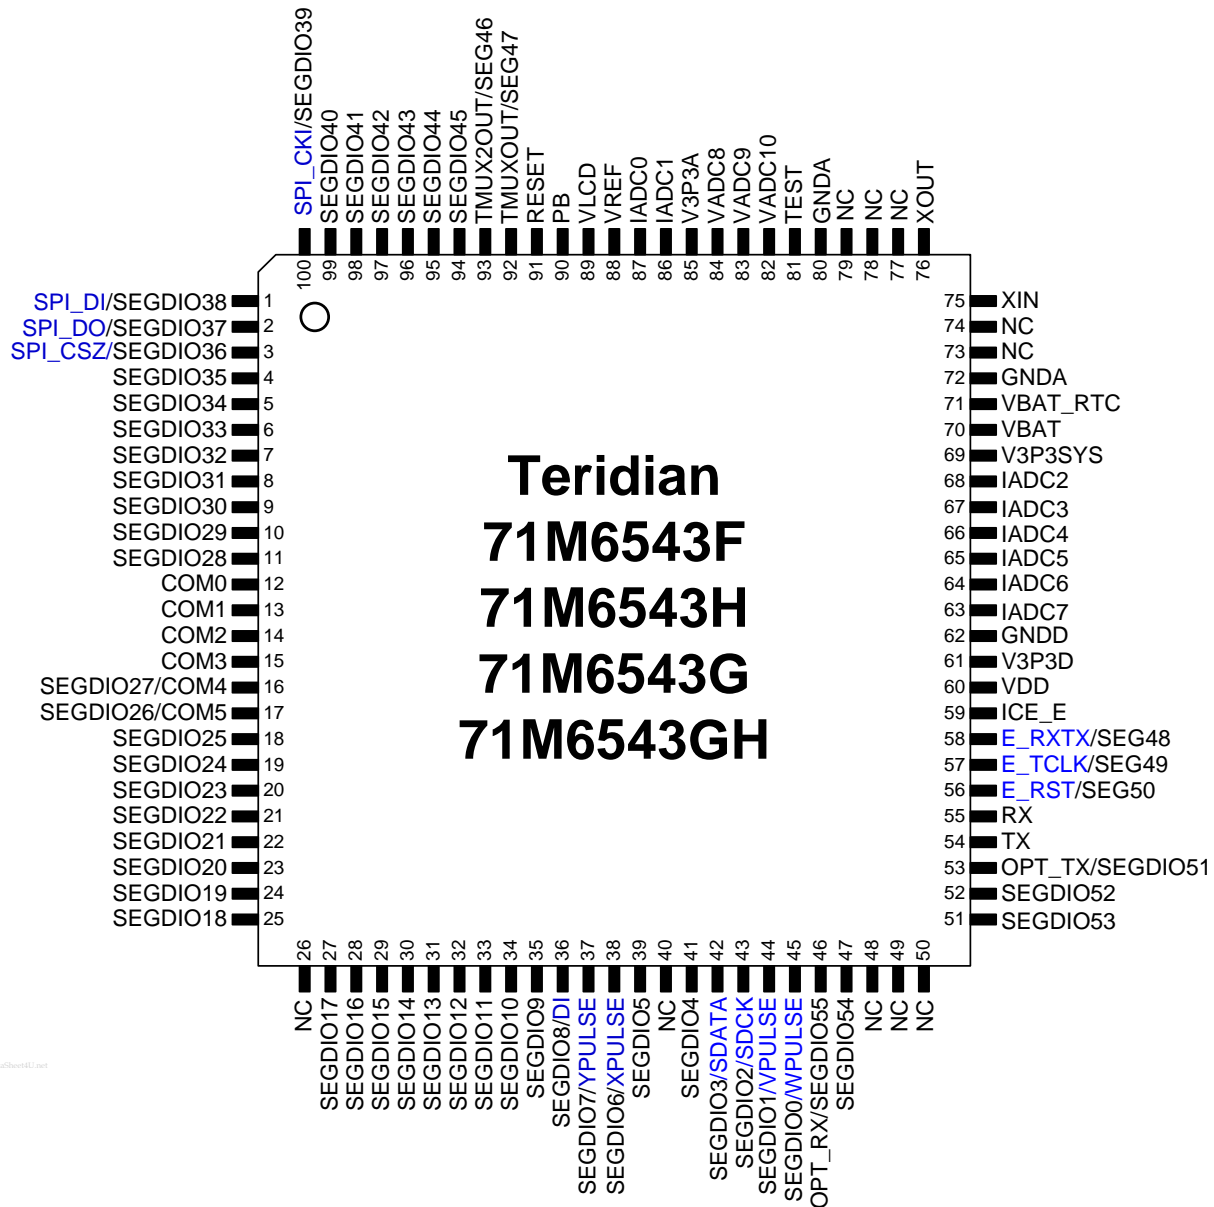 SPI_CKI/SEGDIO39
SEGDIO40
SEGDIO41
SEGDIO42
SEGDIO43
SEGDIO44
SEGDIO45
TMUX2OUT/SEG46
TMUXOUT/SEG47
RESET
PB
VLCD
VREF
IADC0
IADC1
V3P3A
VADC8
VADC9
VADC10
TEST
GNDA
NC
NC
NC
XOUT
100
99
98
97
96
95
94
93
92
91
90
89
88
87
86
85
84
83
82
81
80
79
78
77
76
SPI_DI/SEGDIO38 1
SPI_DO/SEGDIO37 2
SPI_CSZ/SEGDIO36 3
SEGDIO35 4
SEGDIO34 5
SEGDIO33 6
SEGDIO32 7
SEGDIO31 8
SEGDIO30 9
SEGDIO29 10
SEGDIO28 11
COM0 12
COM1 13
COM2 14
COM3 15
SEGDIO27/COM4 16
SEGDIO26/COM5 17
SEGDIO25 18
SEGDIO24 19
SEGDIO23 20
SEGDIO22 21
SEGDIO21 22
SEGDIO20 23
SEGDIO19 24
SEGDIO18 25
Teridian
71M6543F
71M6543H
71M6543G
71M6543GH
75 XIN
74 NC
73 NC
72 GNDA
71 VBAT_RTC
70 VBAT
69 V3P3SYS
68 IADC2
67 IADC3
66 IADC4
65 IADC5
64 IADC6
63 IADC7
62 GNDD
61 V3P3D
60 VDD
59 ICE_E
58 E_RXTX/SEG48
57 E_TCLK/SEG49
56 E_RST/SEG50
55 RX
54 TX
53 OPT_TX/SEGDIO51
52 SEGDIO52
51 SEGDIO53
26
27
28
29
30
31
32
33
34
35
36
37
38
39
40
41
42
43
44
45
46
47
48
49
50
NC
SEGDIO17
SEGDIO16
SEGDIO15
SEGDIO14
SEGDIO13
SEGDIO12
SEGDIO11
SEGDIO10
SEGDIO9
SEGDIO8/DI
SEGDIO7/YPULSE
SEGDIO6/XPULSE
SEGDIO5
NC
SEGDIO4
SEGDIO3/SDATA
SEGDIO2/SDCK
SEGDIO1/VPULSE
SEGDIO0/WPULSE
OPT_RX/SEGDIO55
SEGDIO54
NC
NC
NC